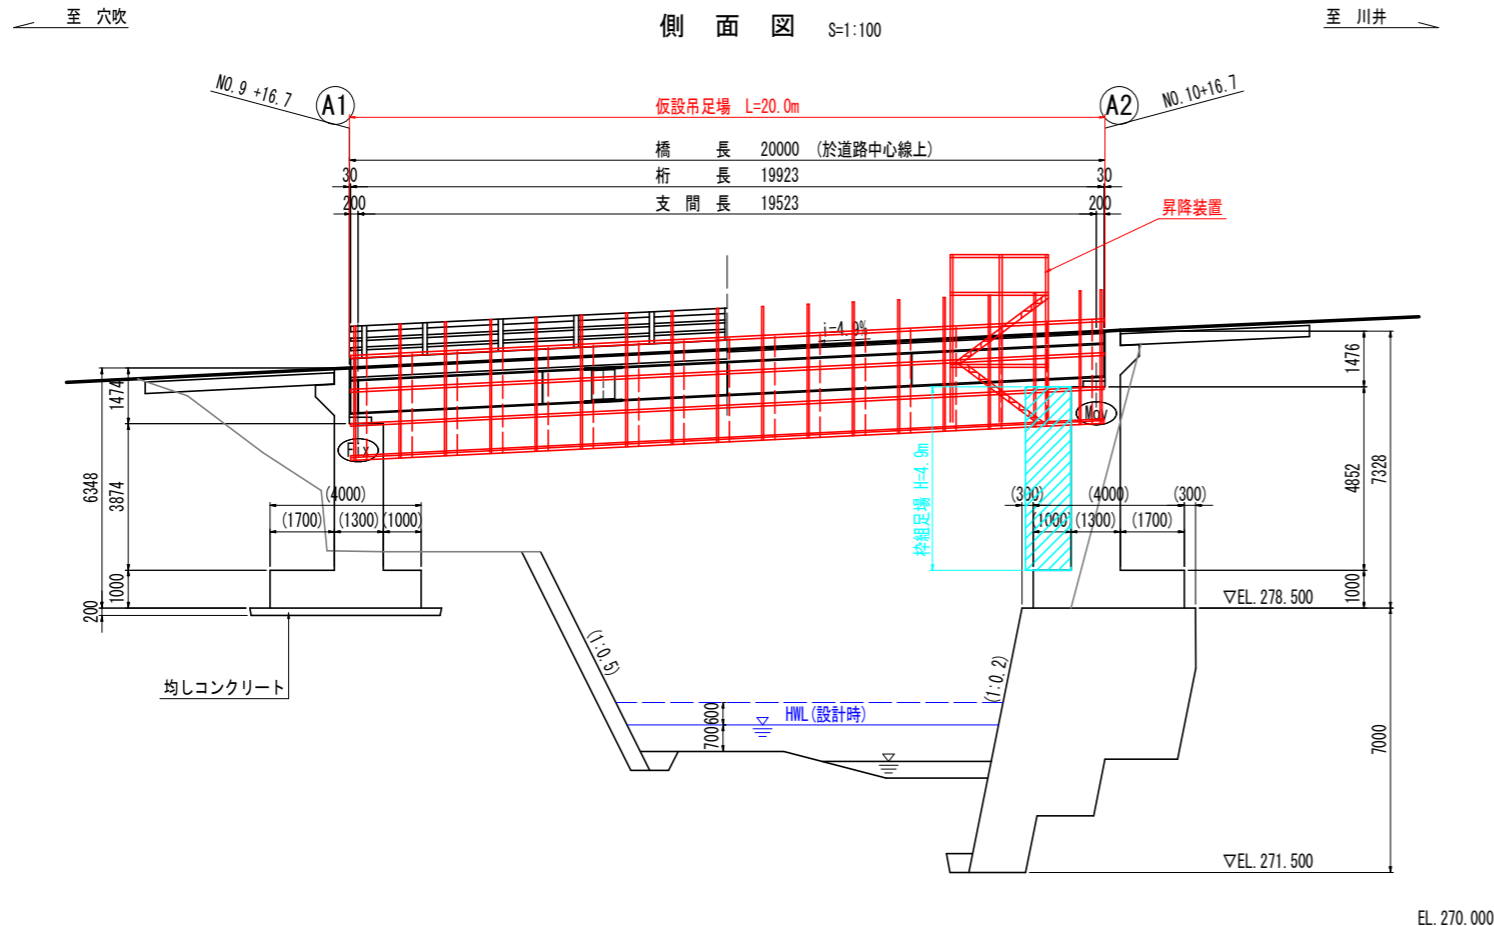 至 穴吹
側 面 図 S=1:100
至 川井
NO.9 +16.7
A1
仮設吊足場 L=20.0m
A2
NO.10+16.7
橋 長 20000 (於道路中心線上)
30 桁 長 19923 30
200 支 間 長 19523 200
昇降装置
i=4.9%
1474
1476
Mov
6348
3874
枠組足場 H=4.9m
4852
7328
(4000)
(300) (4000) (300)
(1700) (1300) (1000)
(1000) (1300) (1700)
1000
1000
200
▽EL.278.500
(1:0.5)
(1:0.2)
均しコンクリート
600
HWL(設計時)
700
7000
▽EL.271.500
EL.270.000